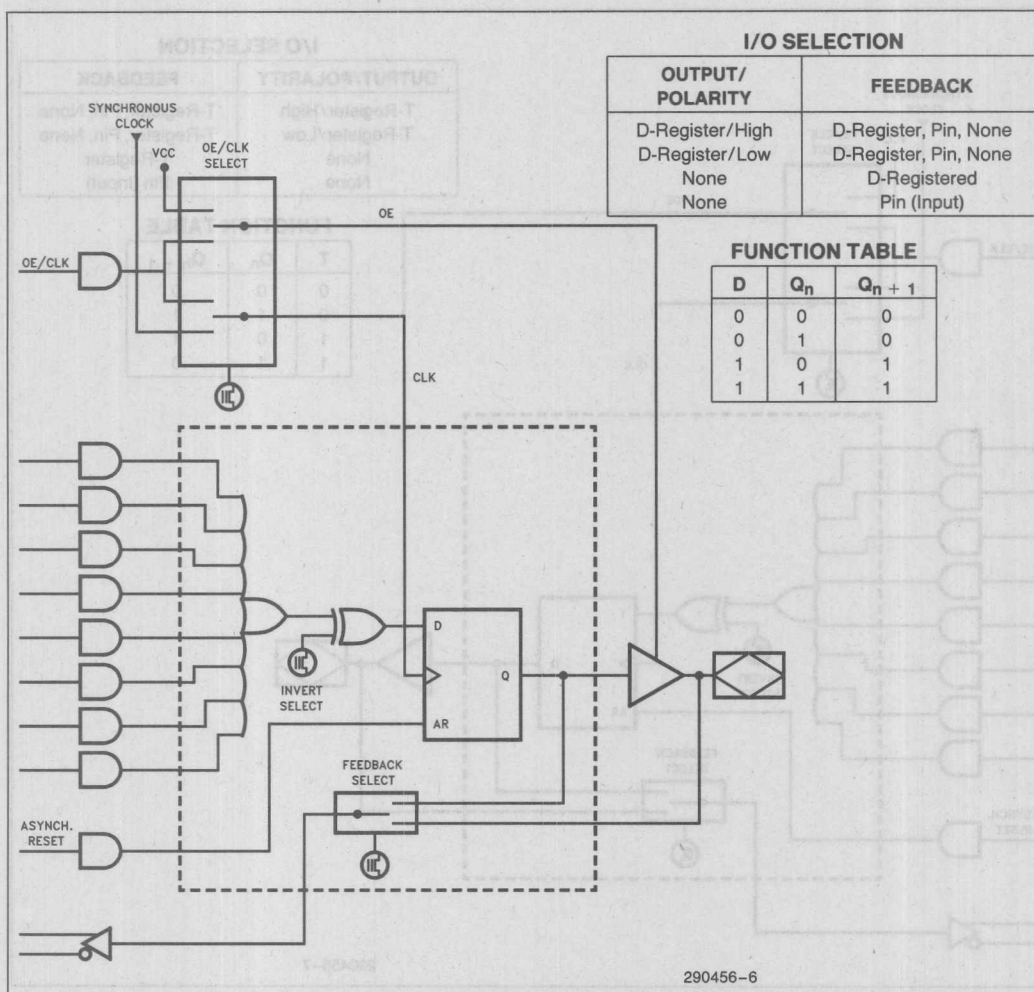 I/O SELECTION
OUTPUT/ POLARITY FEEDBACK
D-Register/High D-Register, Pin, None
D-Register/Low D-Register, Pin, None
None D-Registered
None Pin (Input)
FUNCTION TABLE
D Qn Qn + 1
0 0 0
0 1 0
1 0 1
1 1 1
SYNCHRONOUS
CLOCK
VCC
OE/CLK
SELECT
OE
OE/CLK
CLK
D
Q
AR
INVERT
SELECT
FEEDBACK
SELECT
ASYNCH.
RESET
290456-6